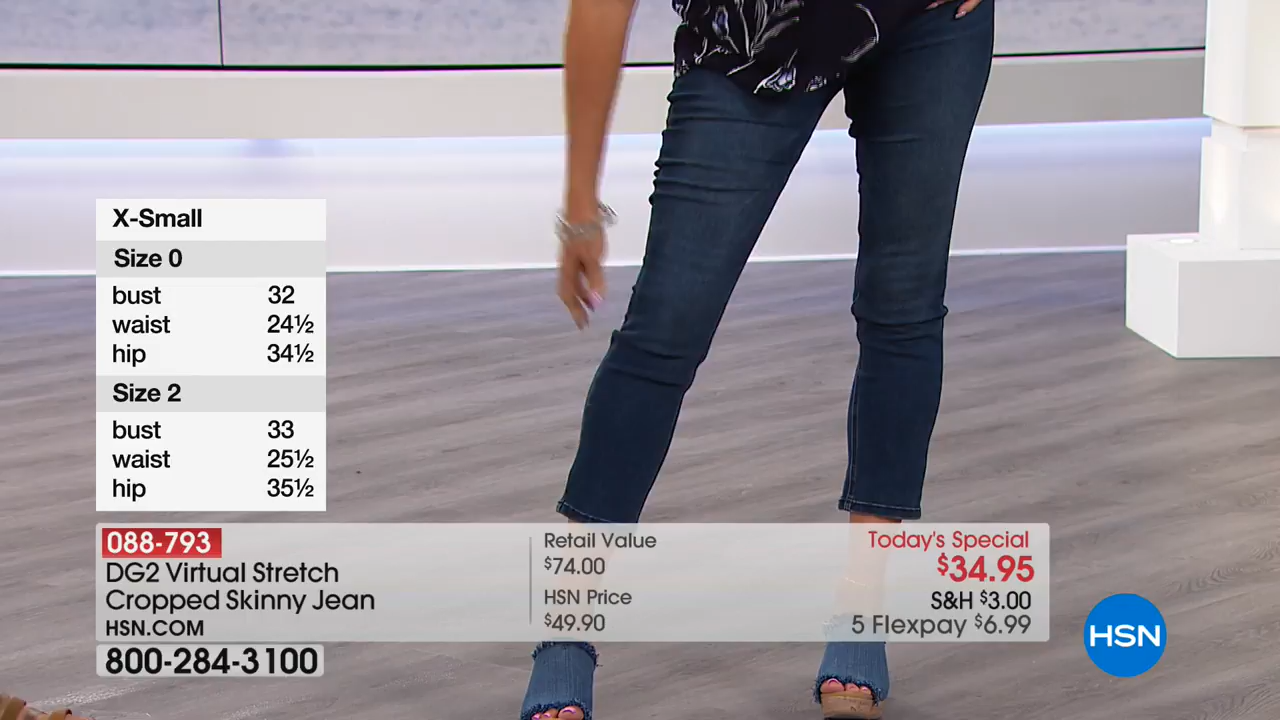 X-Small
Size 0
bust 32
waist 24½
hip 34½
Size 2
bust 33
waist 25½
hip 35½
088-793
DG2 Virtual Stretch
Cropped Skinny Jean
HSN.COM
800-284-3100
Retail Value
$74.00
HSN Price
$49.90
Today's Special
$34.95
S&H $3.00
5 Flexpay $6.99
HSN